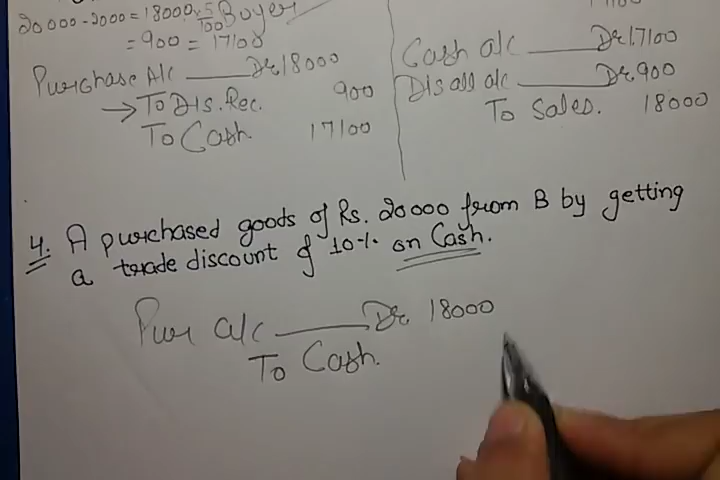 20000-2000 = 18000 x 5/100 Buyer
= 900 = 17100
Purchase A/c Dr 18000
→ To Dis. Rec. 900
To Cash 17100
Cash a/c Dr 17100
Dis all a/c Dr. 900
To Sales. 18000
4. A purchased goods of Rs. 20000 from B by getting
a trade discount of 10% on Cash.
Pur a/c Dr 18000
To Cash.